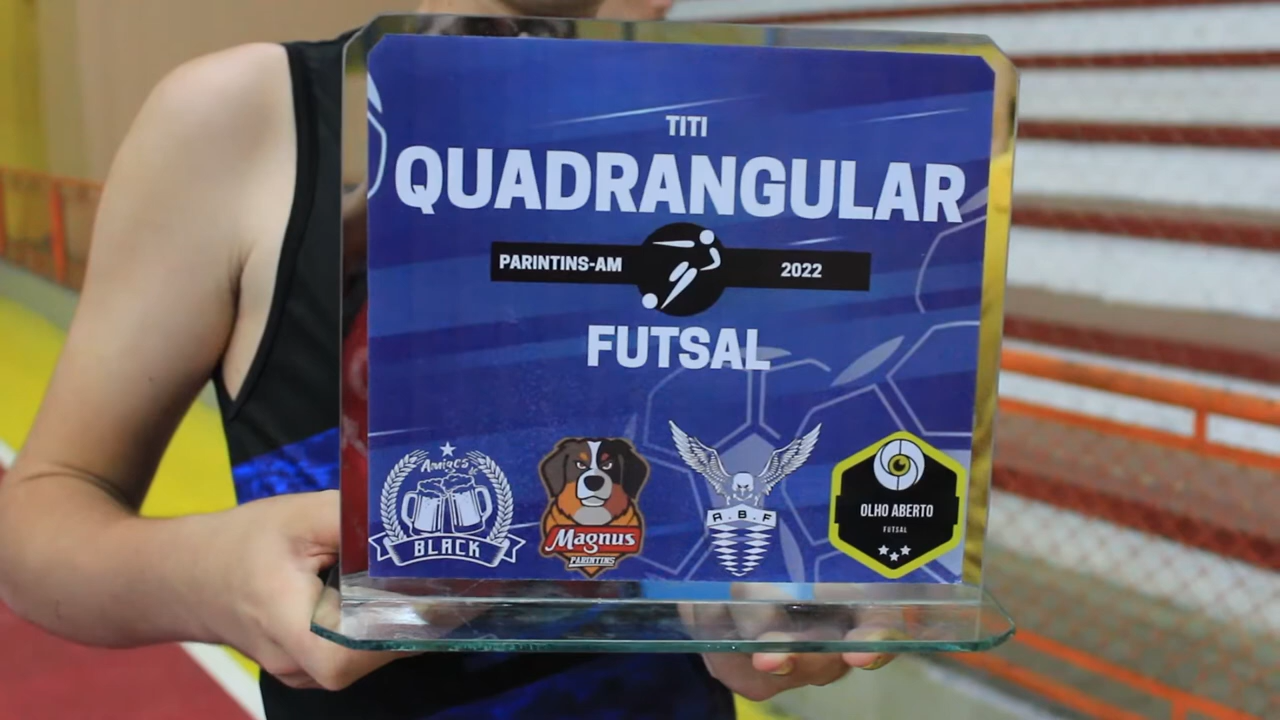 TITI
QUADRANGULAR
PARINTINS-AM 2022
FUTSAL
Amigos
BLACK
Magnus
PARINTINS
A.B.F
OLHO ABERTO
FUTSAL